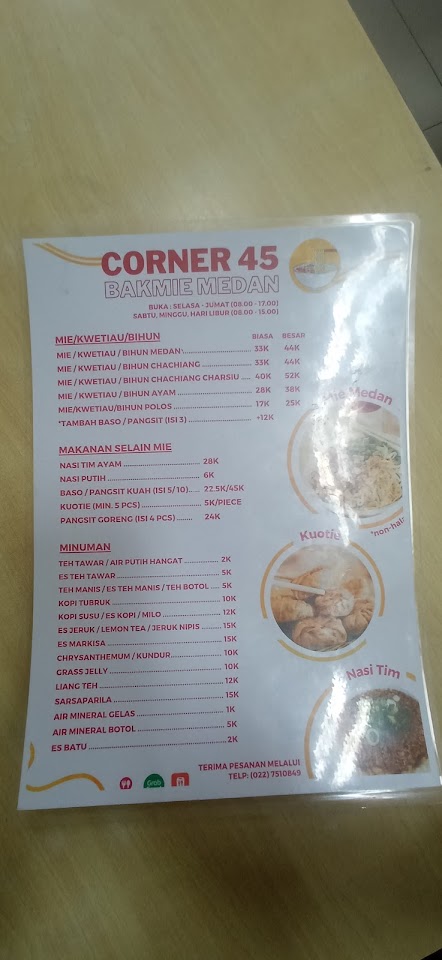 CORNER 45
BAKMIE MEDAN
BUKA : SELASA - JUMAT (08.00 - 17.00)
SABTU, MINGGU, HARI LIBUR (08.00 - 15.00)
MIE/KWETIAU/BIHUN BIASA BESAR
MIE / KWETIAU / BIHUN MEDAN 33K 44K
MIE / KWETIAU / BIHUN CHACHIANG 33K 44K
MIE / KWETIAU / BIHUN CHACHIANG CHARSIU 40K 52K
MIE / KWETIAU / BIHUN AYAM 28K 38K
MIE/KWETIAU/BIHUN POLOS 17K 25K
*TAMBAH BASO / PANGSIT (ISI 3) +12K
Mie Medan
*non-hala
MAKANAN SELAIN MIE
NASI TIM AYAM 28K
NASI PUTIH 6K
BASO / PANGSIT KUAH (ISI 5/10) 22.5K/45K
KUOTIE (MIN. 5 PCS) 5K/PIECE
PANGSIT GORENG (ISI 4 PCS) 24K
Kuotie
MINUMAN
TEH TAWAR / AIR PUTIH HANGAT 2K
ES TEH TAWAR 5K
TEH MANIS / ES TEH MANIS / TEH BOTOL 5K
KOPI TUBRUK 10K
KOPI SUSU / ES KOPI / MILO 12K
ES JERUK / LEMON TEA / JERUK NIPIS 15K
ES MARKISA 15K
CHRYSANTHEMUM / KUNDUR 10K
GRASS JELLY 10K
LIANG TEH 12K
SARSAPARILA 15K
AIR MINERAL GELAS 1K
AIR MINERAL BOTOL 5K
ES BATU 2K
Nasi Tim
TERIMA PESANAN MELALUI
TELP: (022) 7510849
Grab